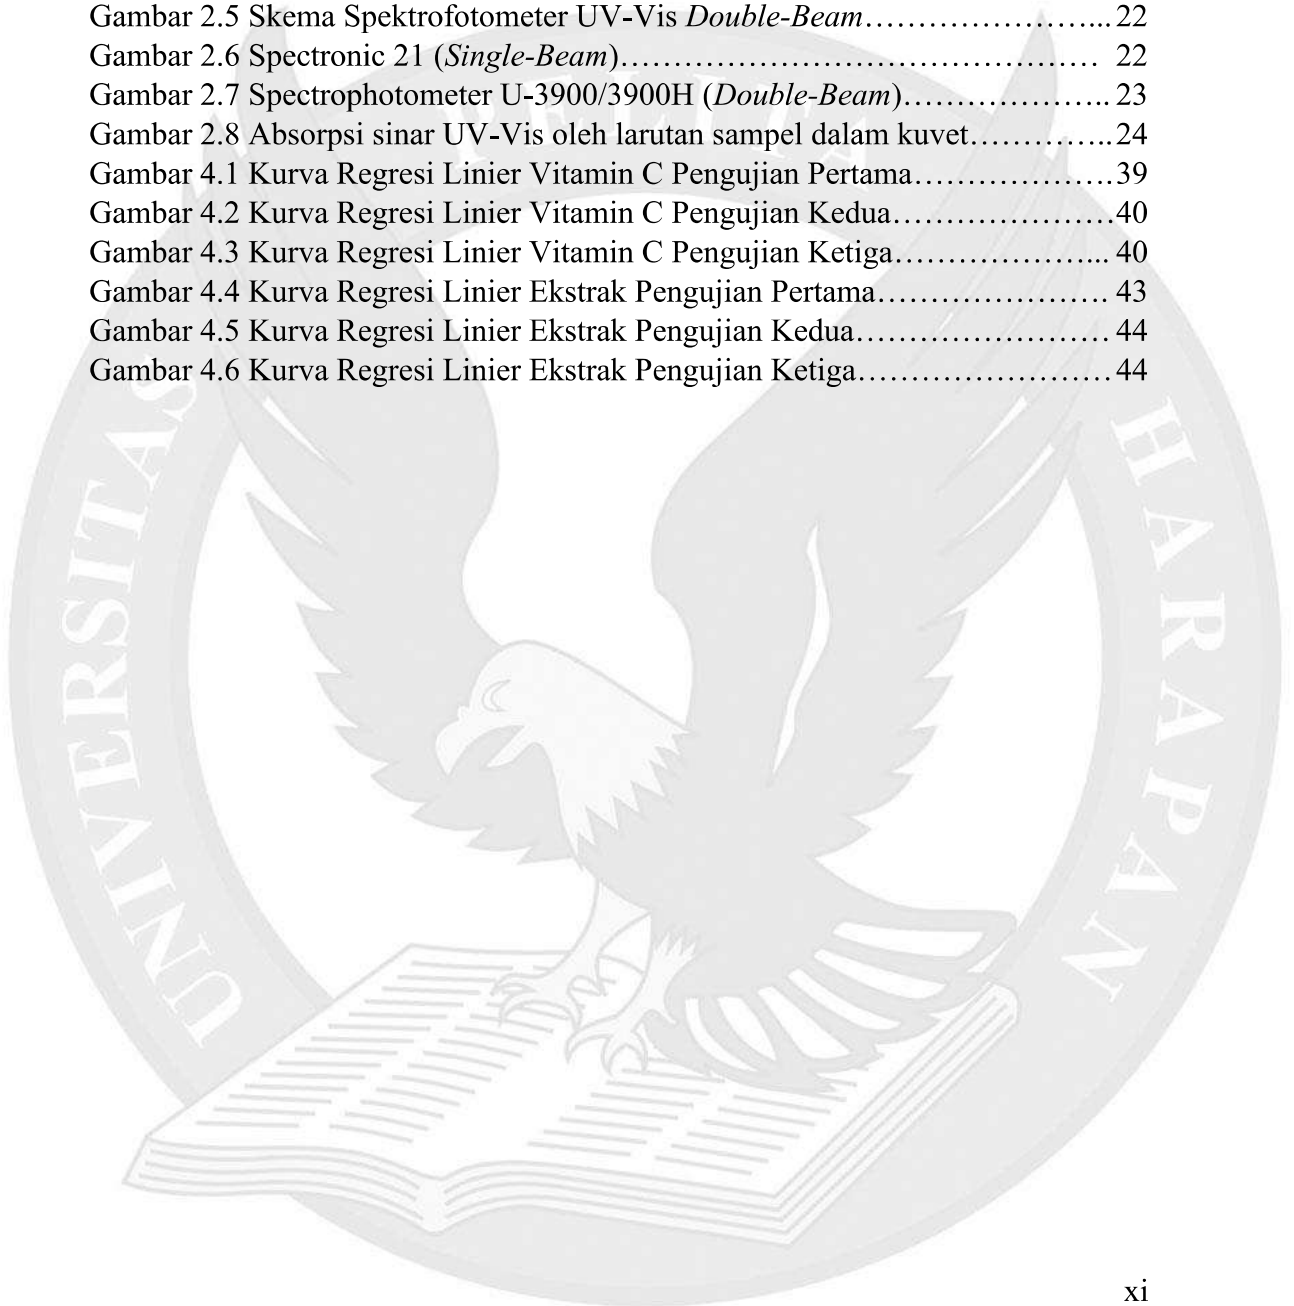 Gambar 2.5 Skema Spektrofotometer UV-Vis Double-Beam…………………... 22
Gambar 2.6 Spectronic 21 (Single-Beam)……………………………………… 22
Gambar 2.7 Spectrophotometer U-3900/3900H (Double-Beam)……………….. 23
Gambar 2.8 Absorpsi sinar UV-Vis oleh larutan sampel dalam kuvet………….. 24
Gambar 4.1 Kurva Regresi Linier Vitamin C Pengujian Pertama………………. 39
Gambar 4.2 Kurva Regresi Linier Vitamin C Pengujian Kedua…………………40
Gambar 4.3 Kurva Regresi Linier Vitamin C Pengujian Ketiga………………... 40
Gambar 4.4 Kurva Regresi Linier Ekstrak Pengujian Pertama…………………. 43
Gambar 4.5 Kurva Regresi Linier Ekstrak Pengujian Kedua…………………… 44
Gambar 4.6 Kurva Regresi Linier Ekstrak Pengujian Ketiga……………………44
UNIVERSITAS PELITA HARAPAN
xi